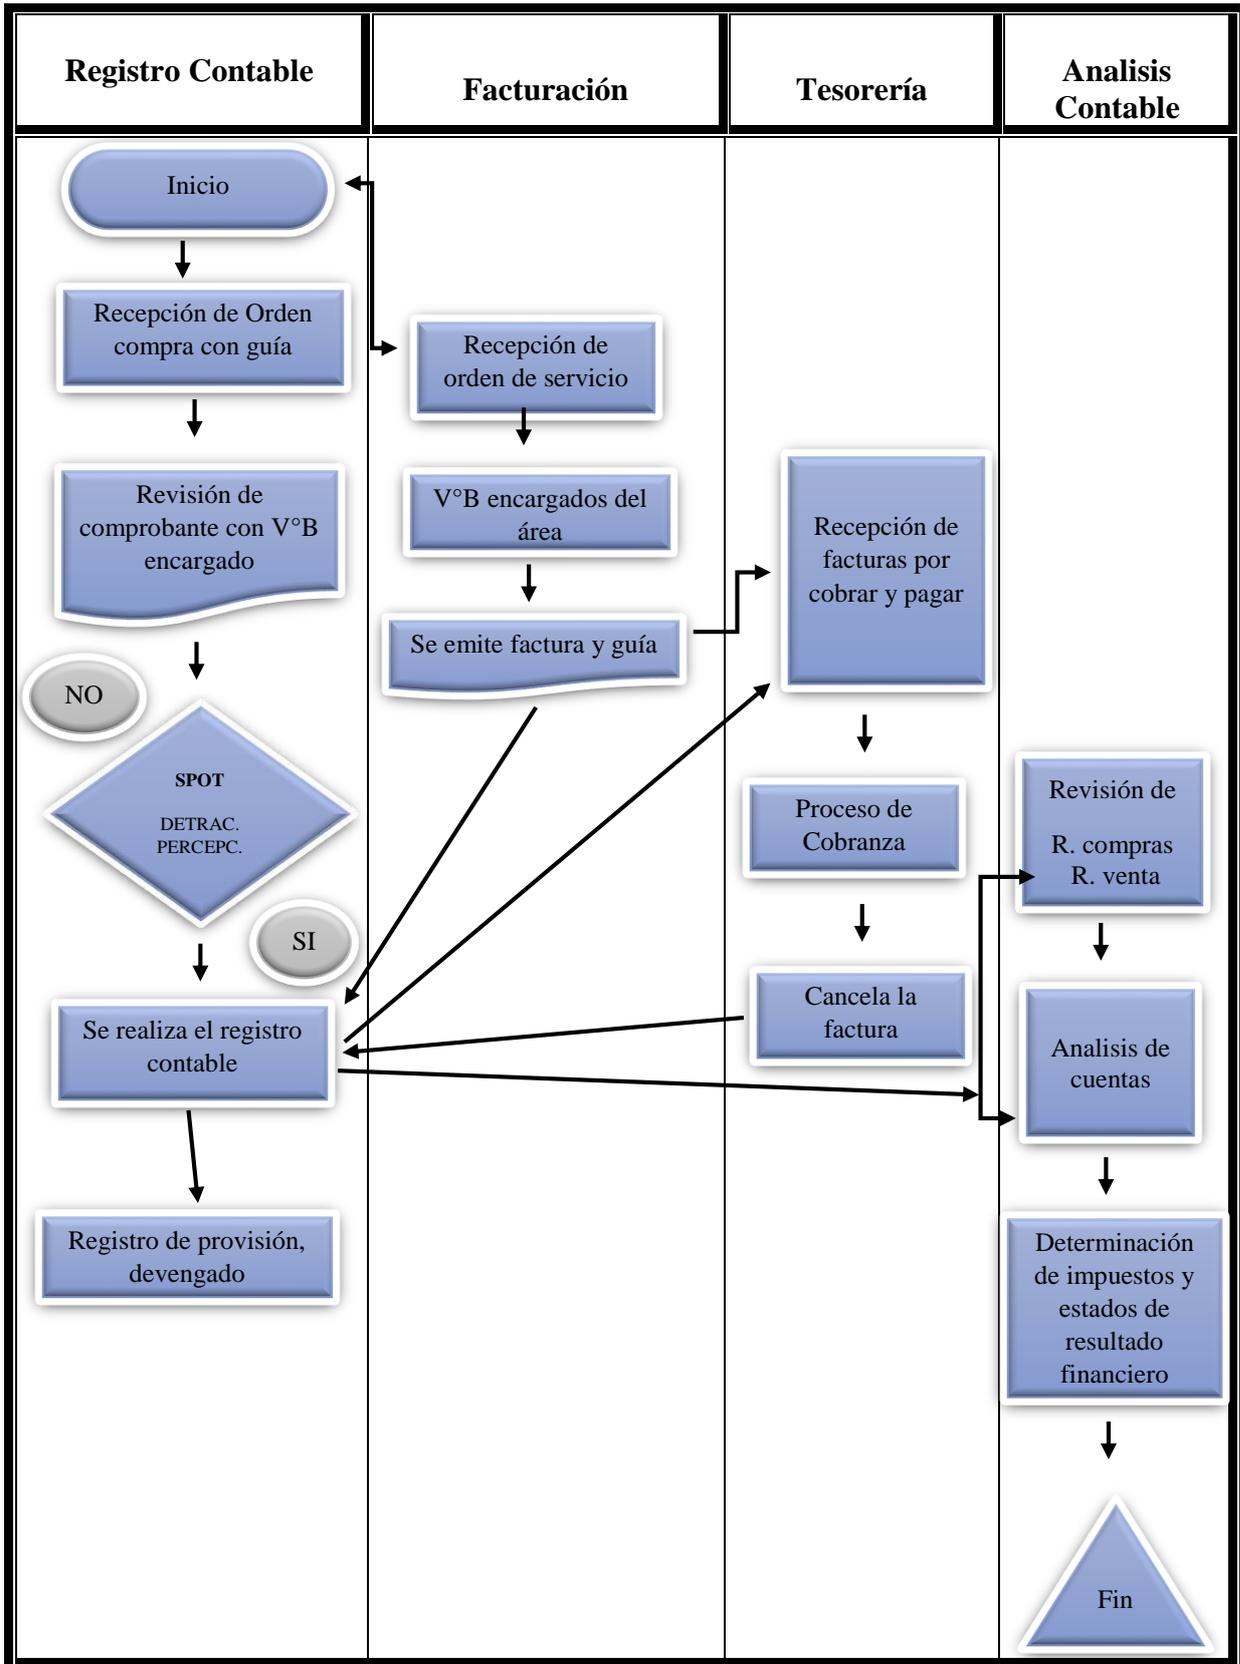 Registro Contable
Facturación
Tesorería
Analisis
Contable
Inicio
Recepción de Orden
compra con guía
Revisión de
comprobante con V°B
encargado
NO
SPOT
DETRAC.
PERCEPC.
SI
Se realiza el registro
contable
Registro de provisión,
devengado
Recepción de
orden de servicio
V°B encargados del
área
Se emite factura y guía
Recepción de
facturas por
cobrar y pagar
Proceso de
Cobranza
Cancela la
factura
Revisión de
R. compras
R. venta
Analisis de
cuentas
Determinación
de impuestos y
estados de
resultado
financiero
Fin